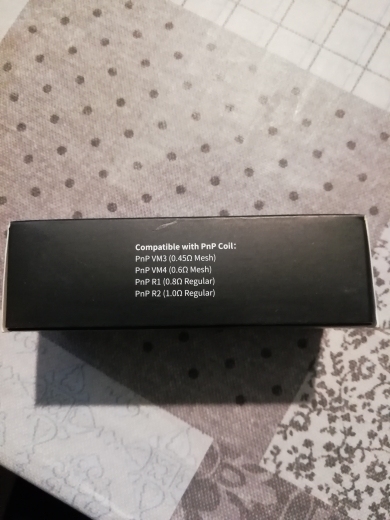 Compatible with PnP Coil:
PnP VM3 (0.45Ω Mesh)
PnP VM4 (0.6Ω Mesh)
PnP R1 (0.8Ω Regular)
PnP R2 (1.0Ω Regular)